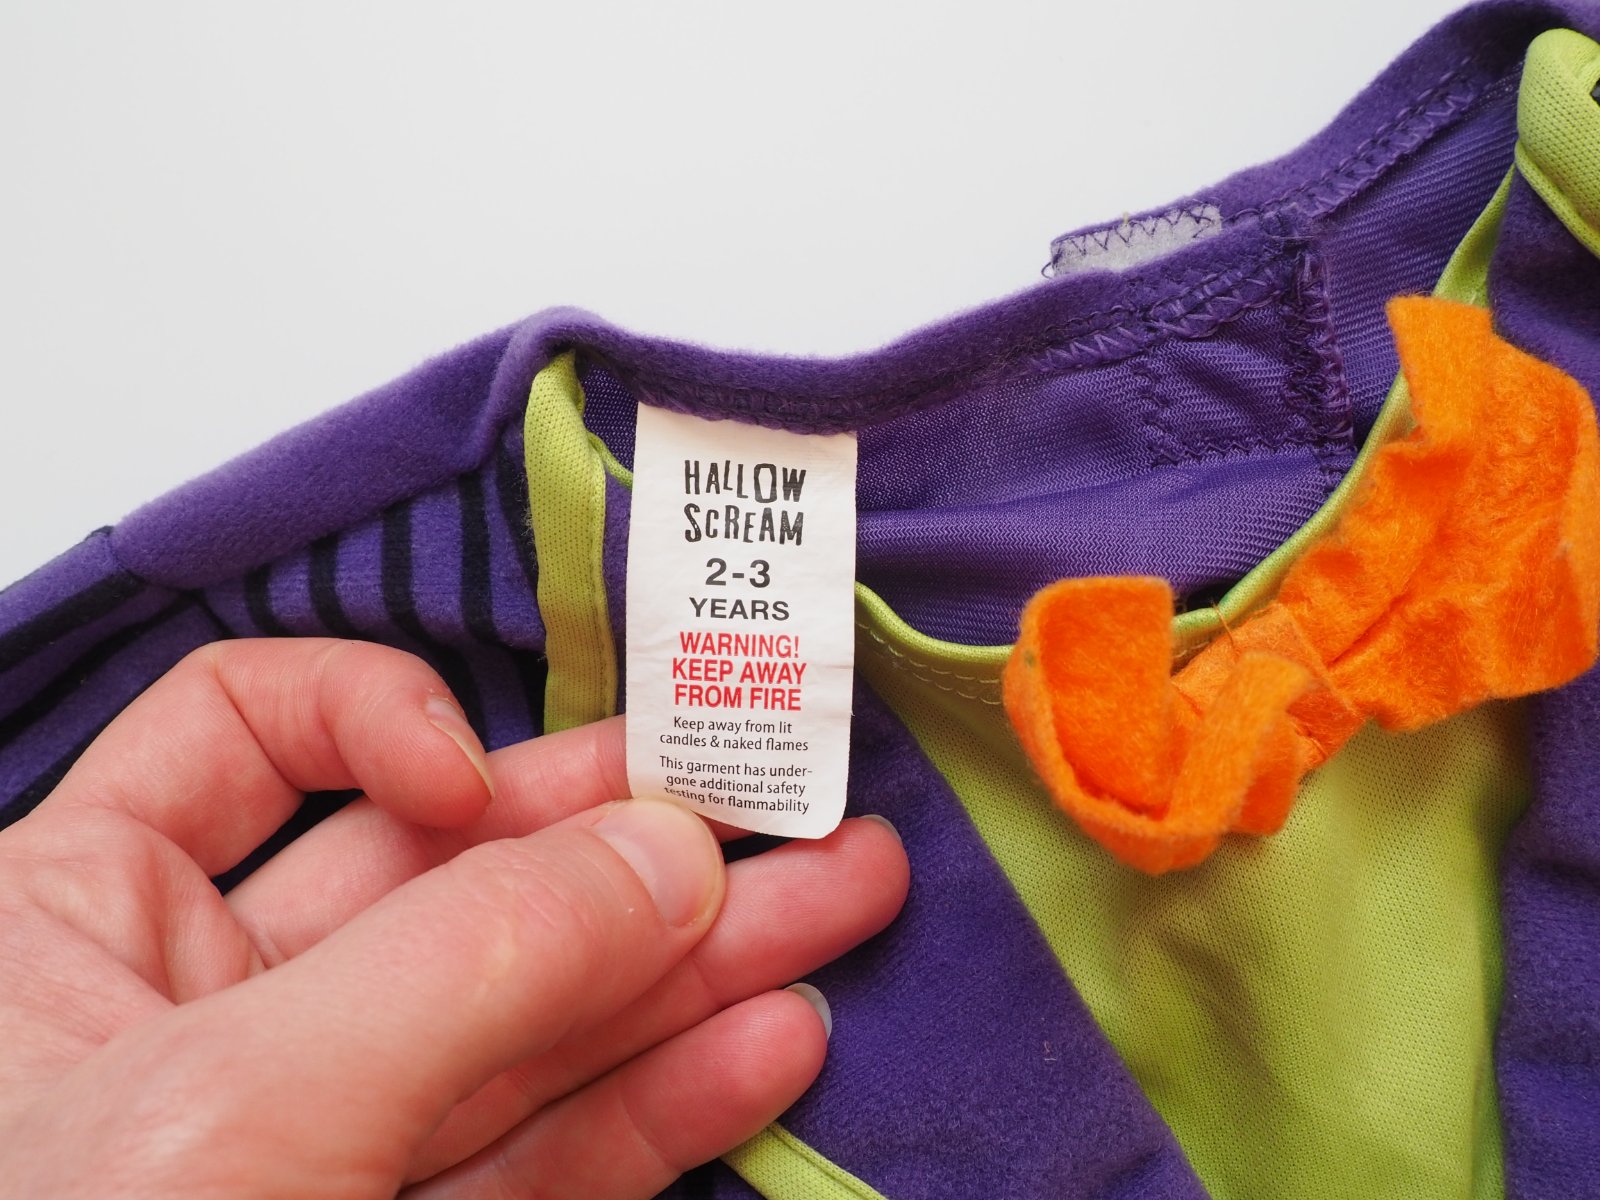 HALLOW
SCREAM
2-3
YEARS
WARNING!
KEEP AWAY
FROM FIRE
Keep away from lit
candles & naked flames
This garment has under-
gone additional safety
testing for flammability